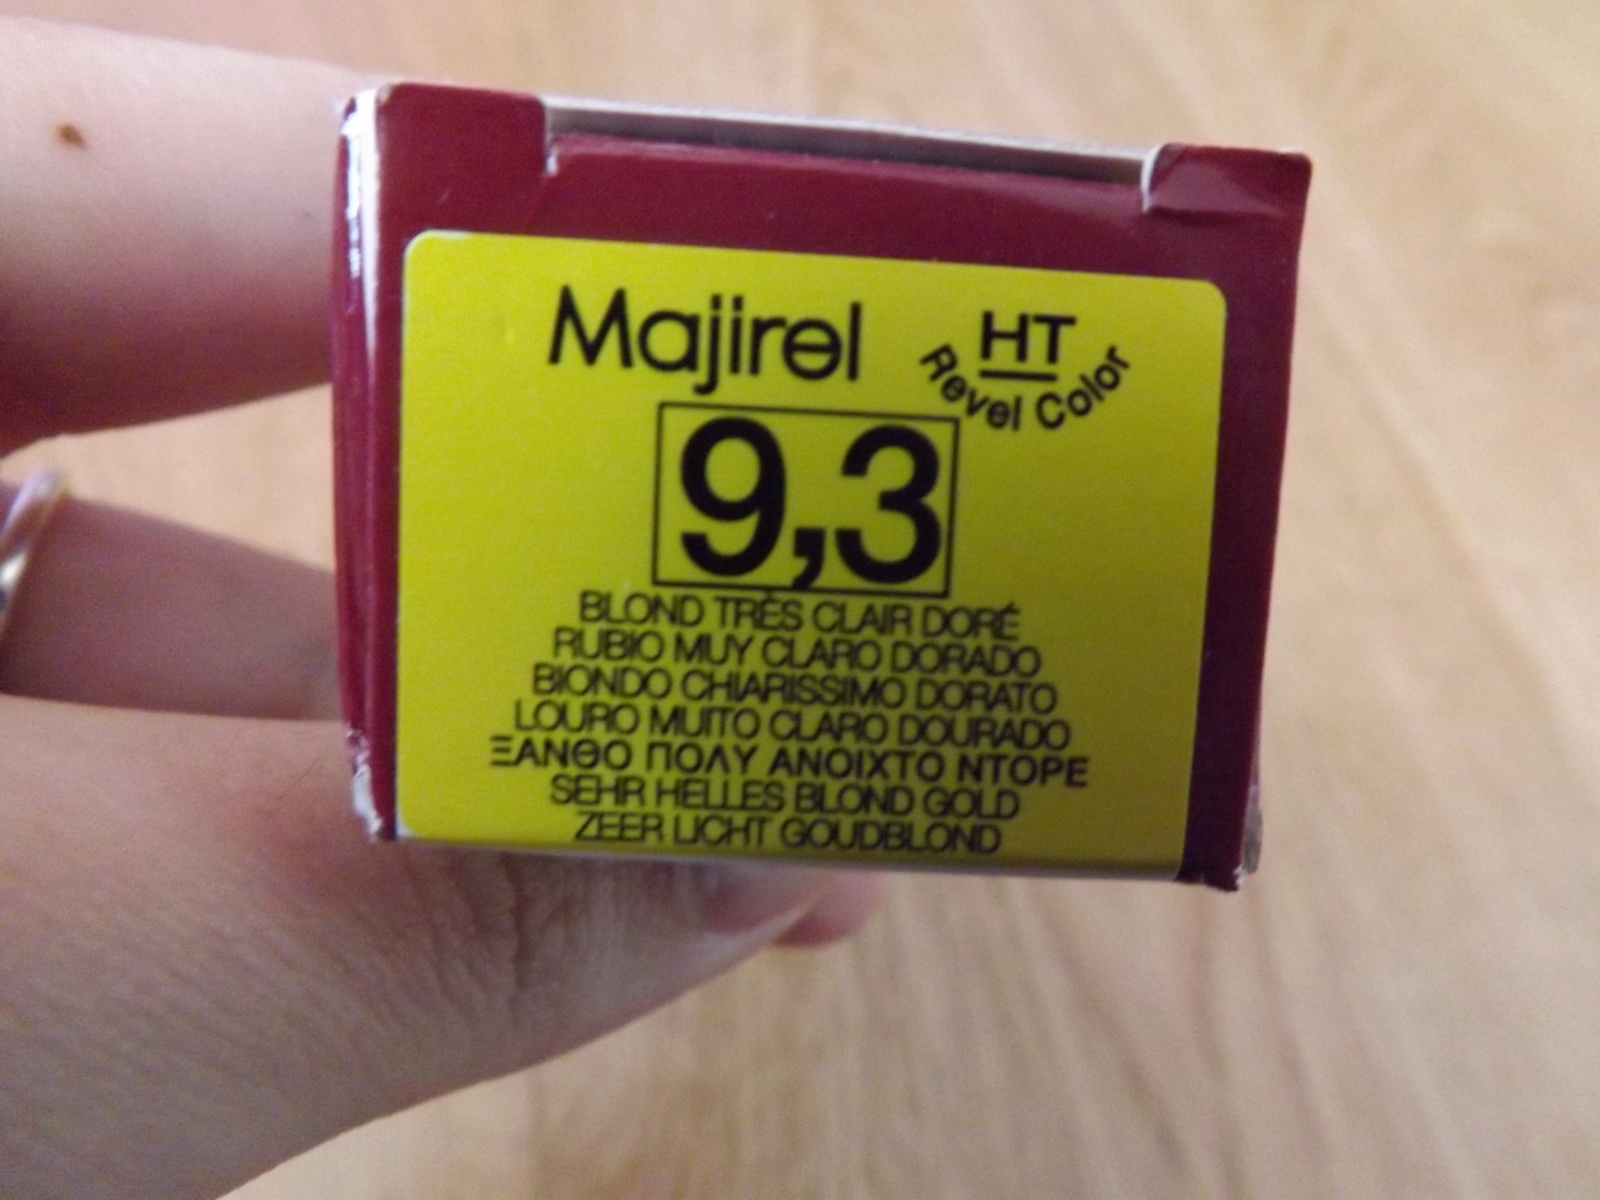 Majirel
HT
Revel Color
9,3
BLOND TRÈS CLAIR DORÉ
RUBIO MUY CLARO DORADO
BIONDO CHIARISSIMO DORATO
LOURO MUITO CLARO DOURADO
ΞΑΝΘΟ ΠΟΛΥ ΑΝΟΙΧΤΟ ΝΤΟΡΕ
SEHR HELLES BLOND GOLD
ZEER LICHT GOUDBLOND